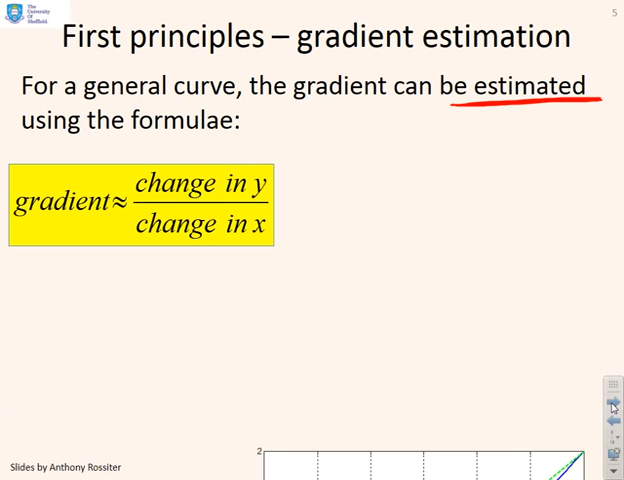 The
University
Of
Sheffield.
5
First principles – gradient estimation
For a general curve, the gradient can be estimated
using the formulae:
gradient≈ change in y
change in x
2
Slides by Anthony Rossiter